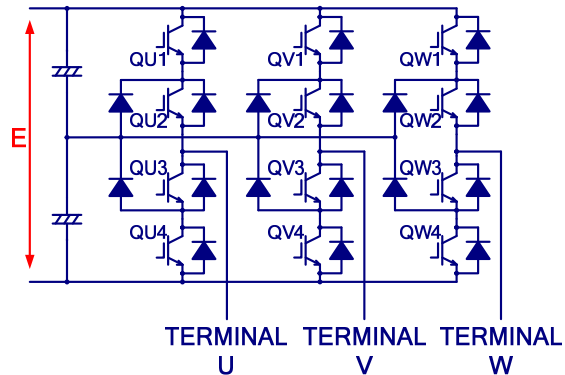 QU1 QV1 QW1
QU2 QV2 QW2
E
QU3 QV3 QW3
QU4 QV4 QW4
TERMINAL TERMINAL TERMINAL
U V W